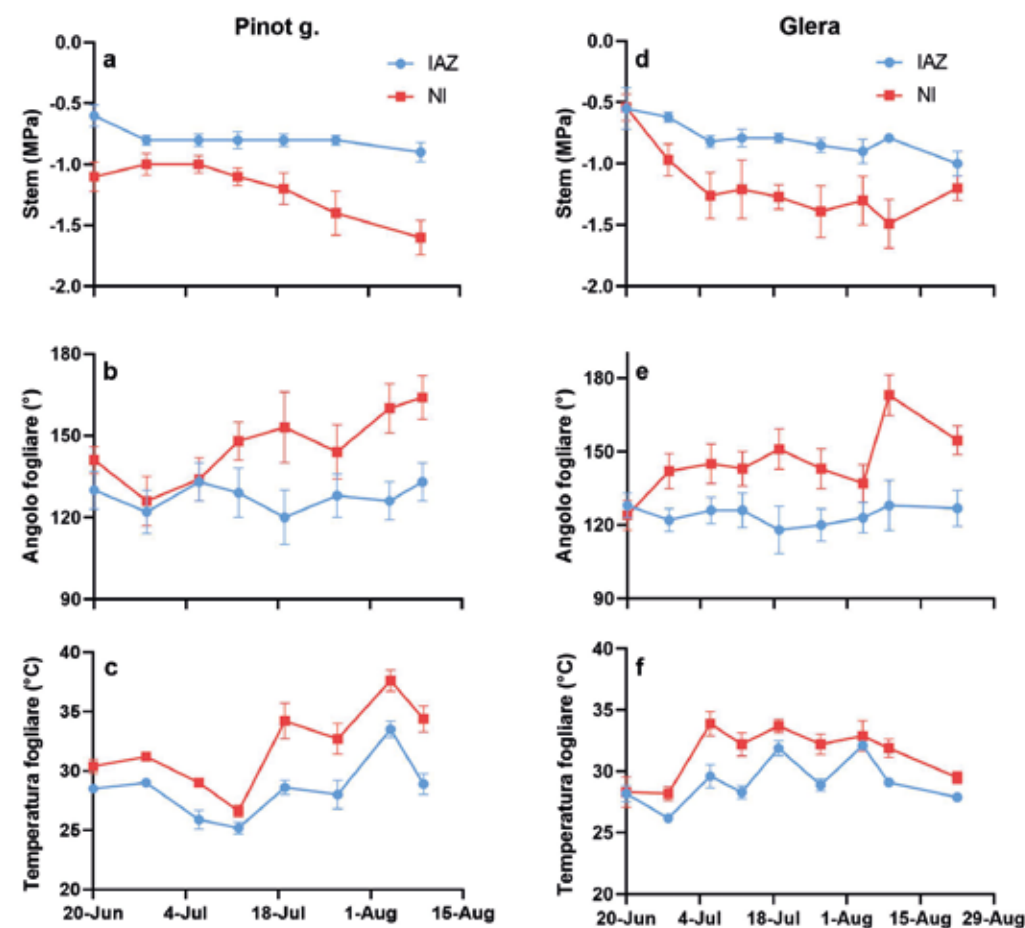 Pinot g.
a
IAZ
NI
Stem (MPa)
0.0
-0.5
-1.0
-1.5
-2.0
Glera
d
IAZ
NI
Stem (MPa)
0.0
-0.5
-1.0
-1.5
-2.0
b
Angolo fogliare (°)
180
150
120
90
e
Angolo fogliare (°)
180
150
120
90
c
Temperatura fogliare (°C)
40
35
30
25
20
20-Jun 4-Jul 18-Jul 1-Aug 15-Aug
f
Temperatura fogliare (°C)
40
35
30
25
20
20-Jun 4-Jul 18-Jul 1-Aug 15-Aug 29-Aug